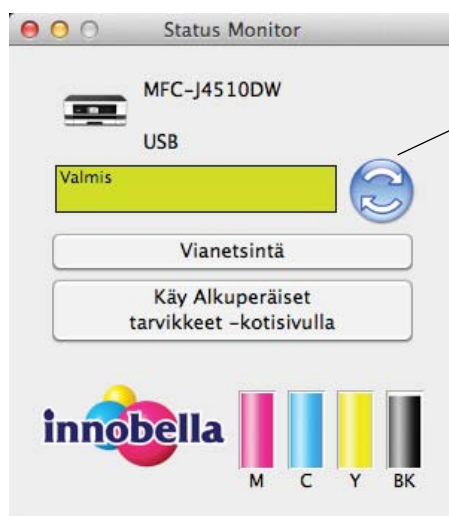 Status Monitor
MFC-J4510DW
USB
Valmis
Vianetsintä
Käy Alkuperäiset
tarvikkeet –kotisivulla
innobella
M C Y BK